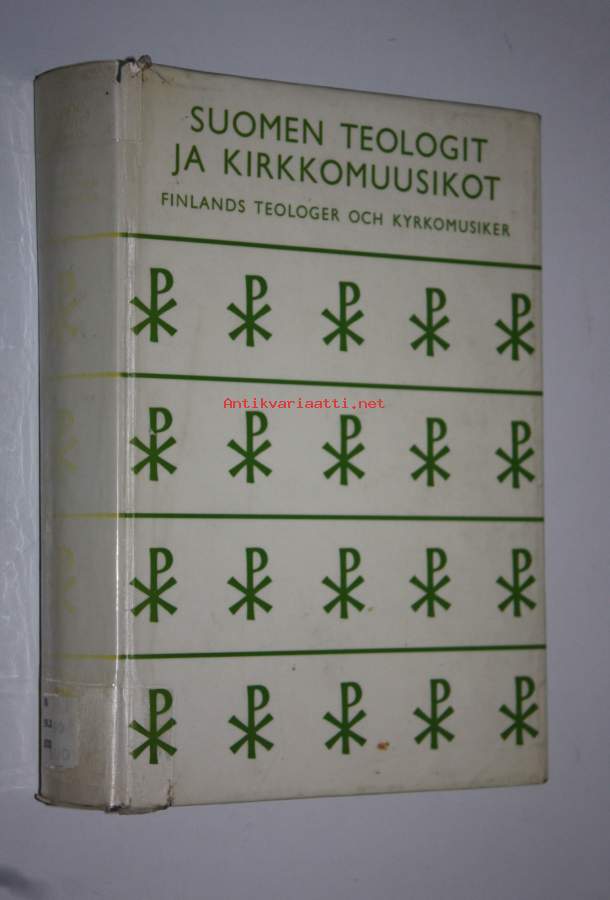 SUOMEN TEOLOGIT
JA KIRKKOMUUSIKOT
FINLANDS TEOLOGER OCH KYRKOMUSIKER
Antikvariaatti.net